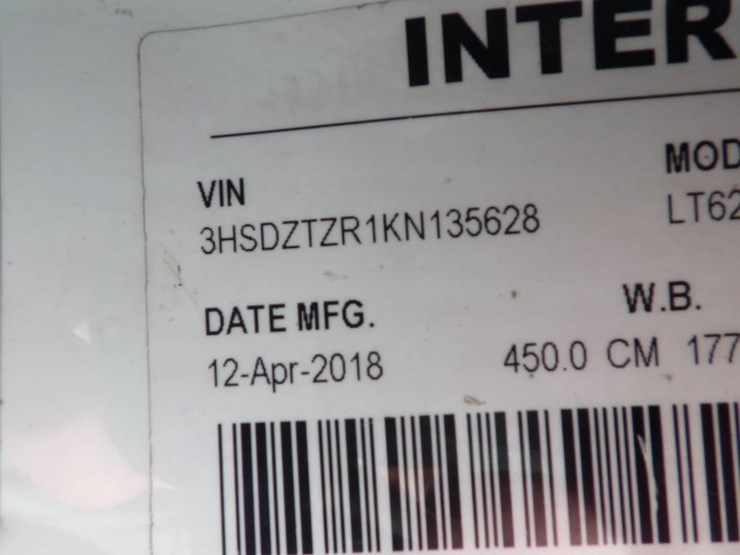 INTER
MOD
VIN
3HSDZTZR1KN135628
LT62
DATE MFG.
W.B.
12-Apr-2018
450.0 CM 177